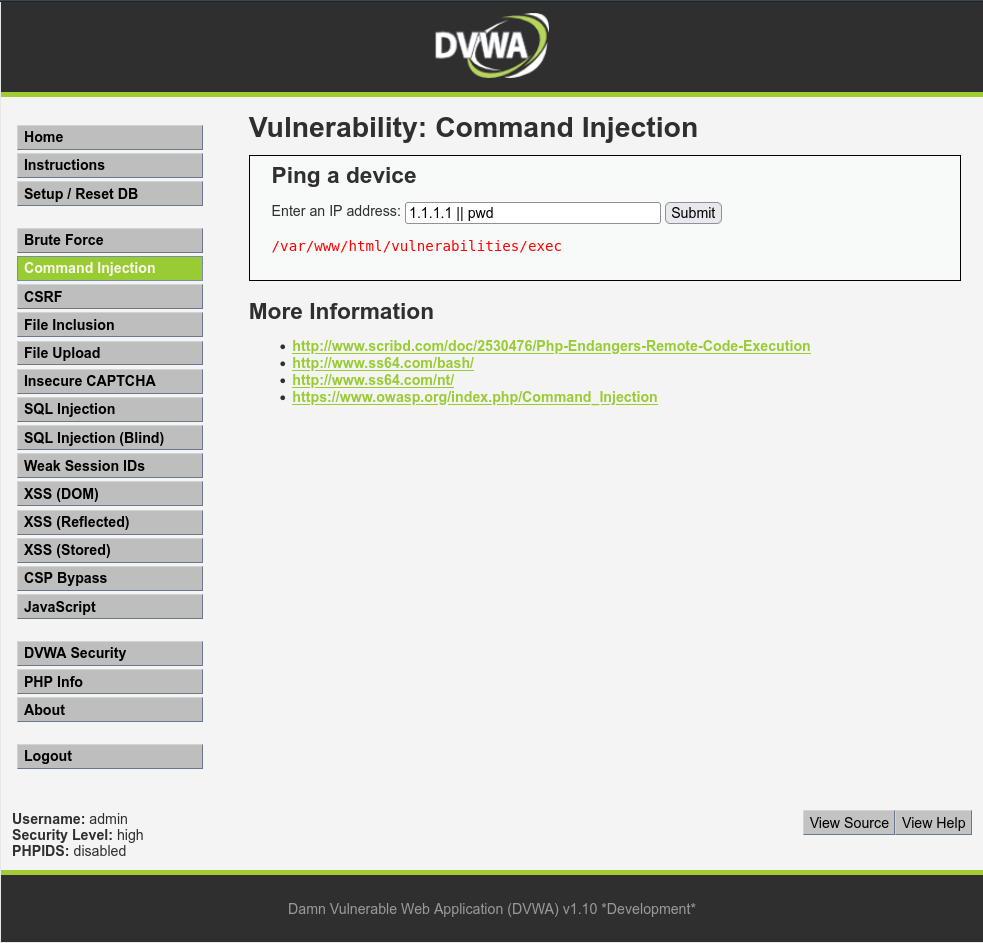 DVWA
Home
Instructions
Setup / Reset DB
Brute Force
Command Injection
CSRF
File Inclusion
File Upload
Insecure CAPTCHA
SQL Injection
SQL Injection (Blind)
Weak Session IDs
XSS (DOM)
XSS (Reflected)
XSS (Stored)
CSP Bypass
JavaScript
DVWA Security
PHP Info
About
Logout
Vulnerability: Command Injection
Ping a device
Enter an IP address: 1.1.1.1 || pwd Submit
/var/www/html/vulnerabilities/exec
More Information
• http://www.scribd.com/doc/2530476/Php-Endangers-Remote-Code-Execution
• http://www.ss64.com/bash/
• http://www.ss64.com/nt/
• https://www.owasp.org/index.php/Command_Injection
Username: admin
Security Level: high
PHPIDS: disabled
View Source View Help
Damn Vulnerable Web Application (DVWA) v1.10 *Development*